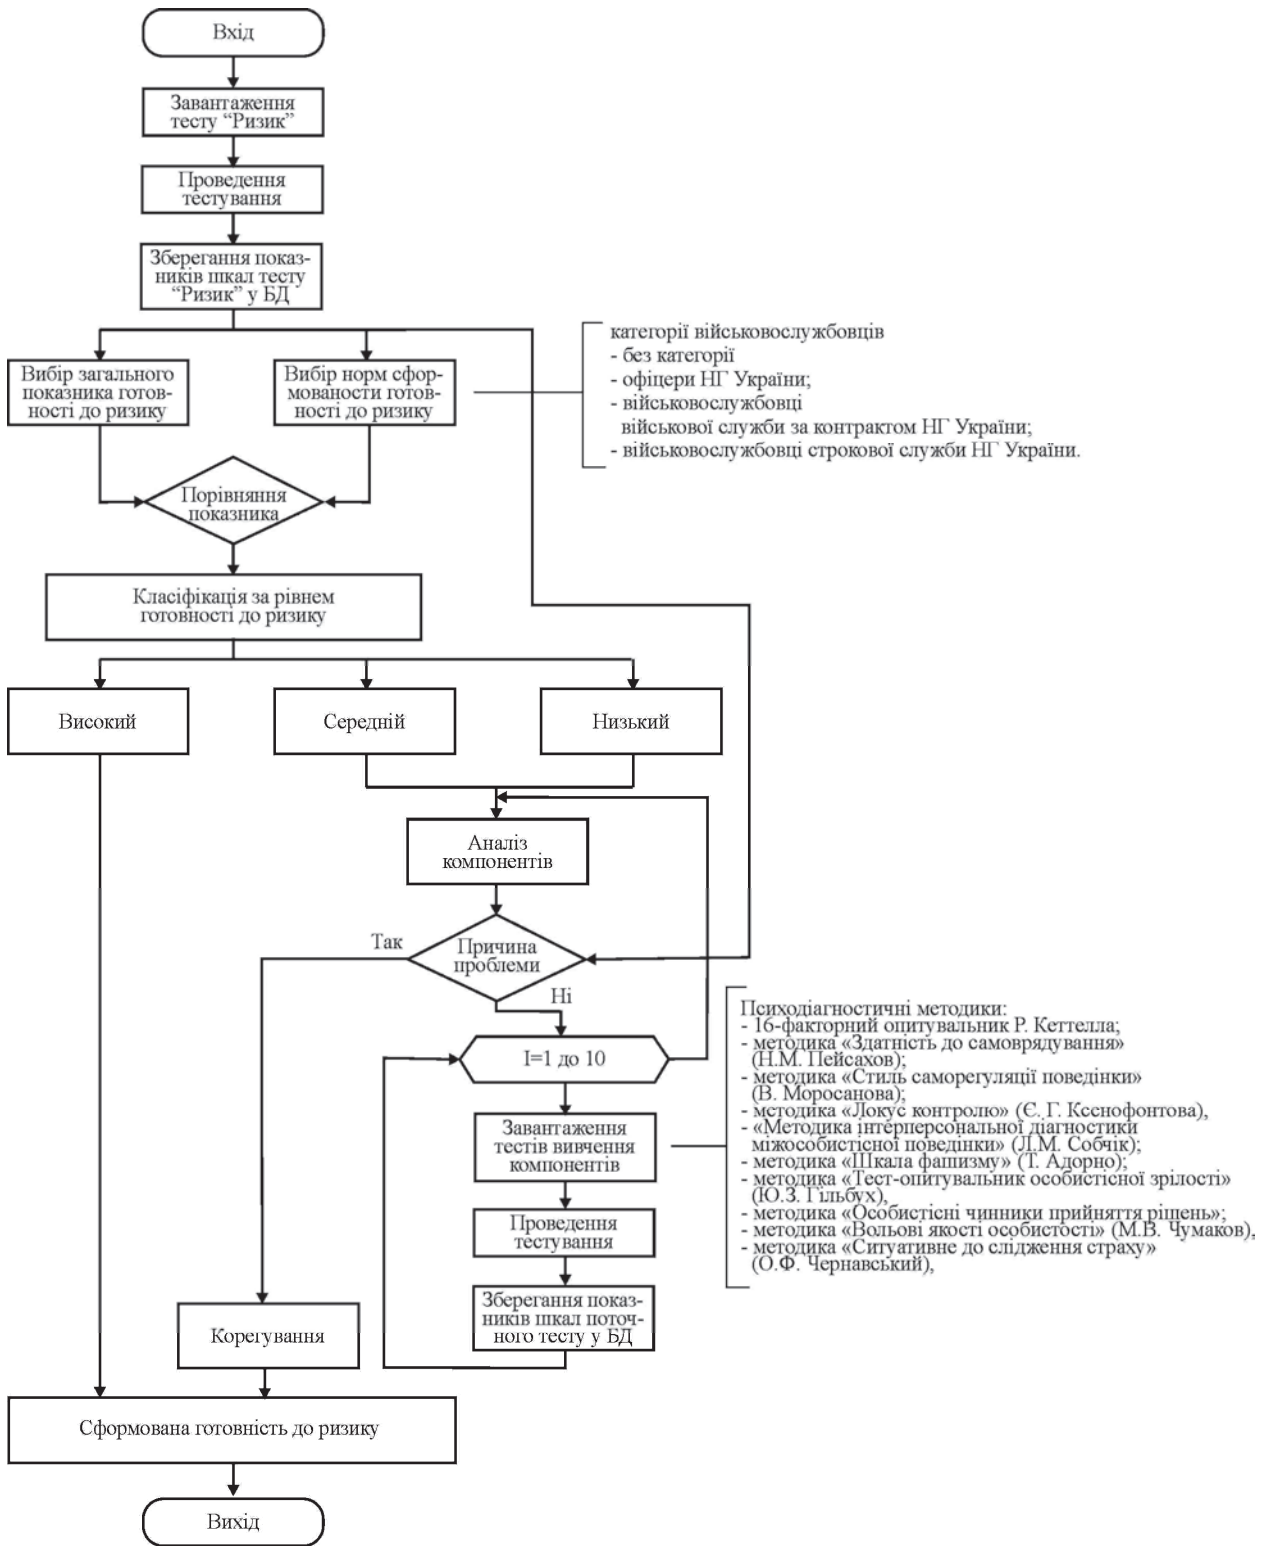 Вхід
Завантаження
тесту “Ризик”
Проведення
тестування
Зберегання показ-
ників шкал тесту
“Ризик” у БД
Вибір загального
показника готов-
ності до ризику
Вибір норм сфор-
мованости готов-
ності до ризику
категорії військовослужбовців
- без категорії
- офіцери НГ України;
- військовослужбовці
військової служби за контрактом НГ України;
- військовослужбовці строкової служби НГ України.
Порівняння
показника
Класіфікація за рівнем
готовності до ризику
Високий
Середній
Низький
Аналіз
компонентів
Так
Причина
проблеми
Ні
I=1 до 10
Завантаження
тестів вивчення
компонентів
Психодіагностичні методики:
- 16-факторний опитувальник Р. Кеттелла;
- методика «Здатність до самоврядування»
(Н.М. Пейсахов);
- методика «Стиль саморегуляції поведінки»
(В. Моросанова);
- методика «Локус контролю» (Є. Г. Ксенофонтова),
- «Методика інтерперсональної діагностики
міжособистісної поведінки» (Л.М. Собчік);
- методика «Шкала фашизму» (Т. Адорно);
- методика «Тест-опитувальник особистісної зрілості»
(Ю.З. Гільбух),
- методика «Особистісні чинники прийняття рішень»;
- методика «Вольові якості особистості» (М.В. Чумаков),
- методика «Ситуативне до слідження страху»
(О.Ф. Чернавський),
Проведення
тестування
Зберегання показ-
ників шкал поточ-
ного тесту у БД
Корегування
Сформована готовність до ризику
Вихід